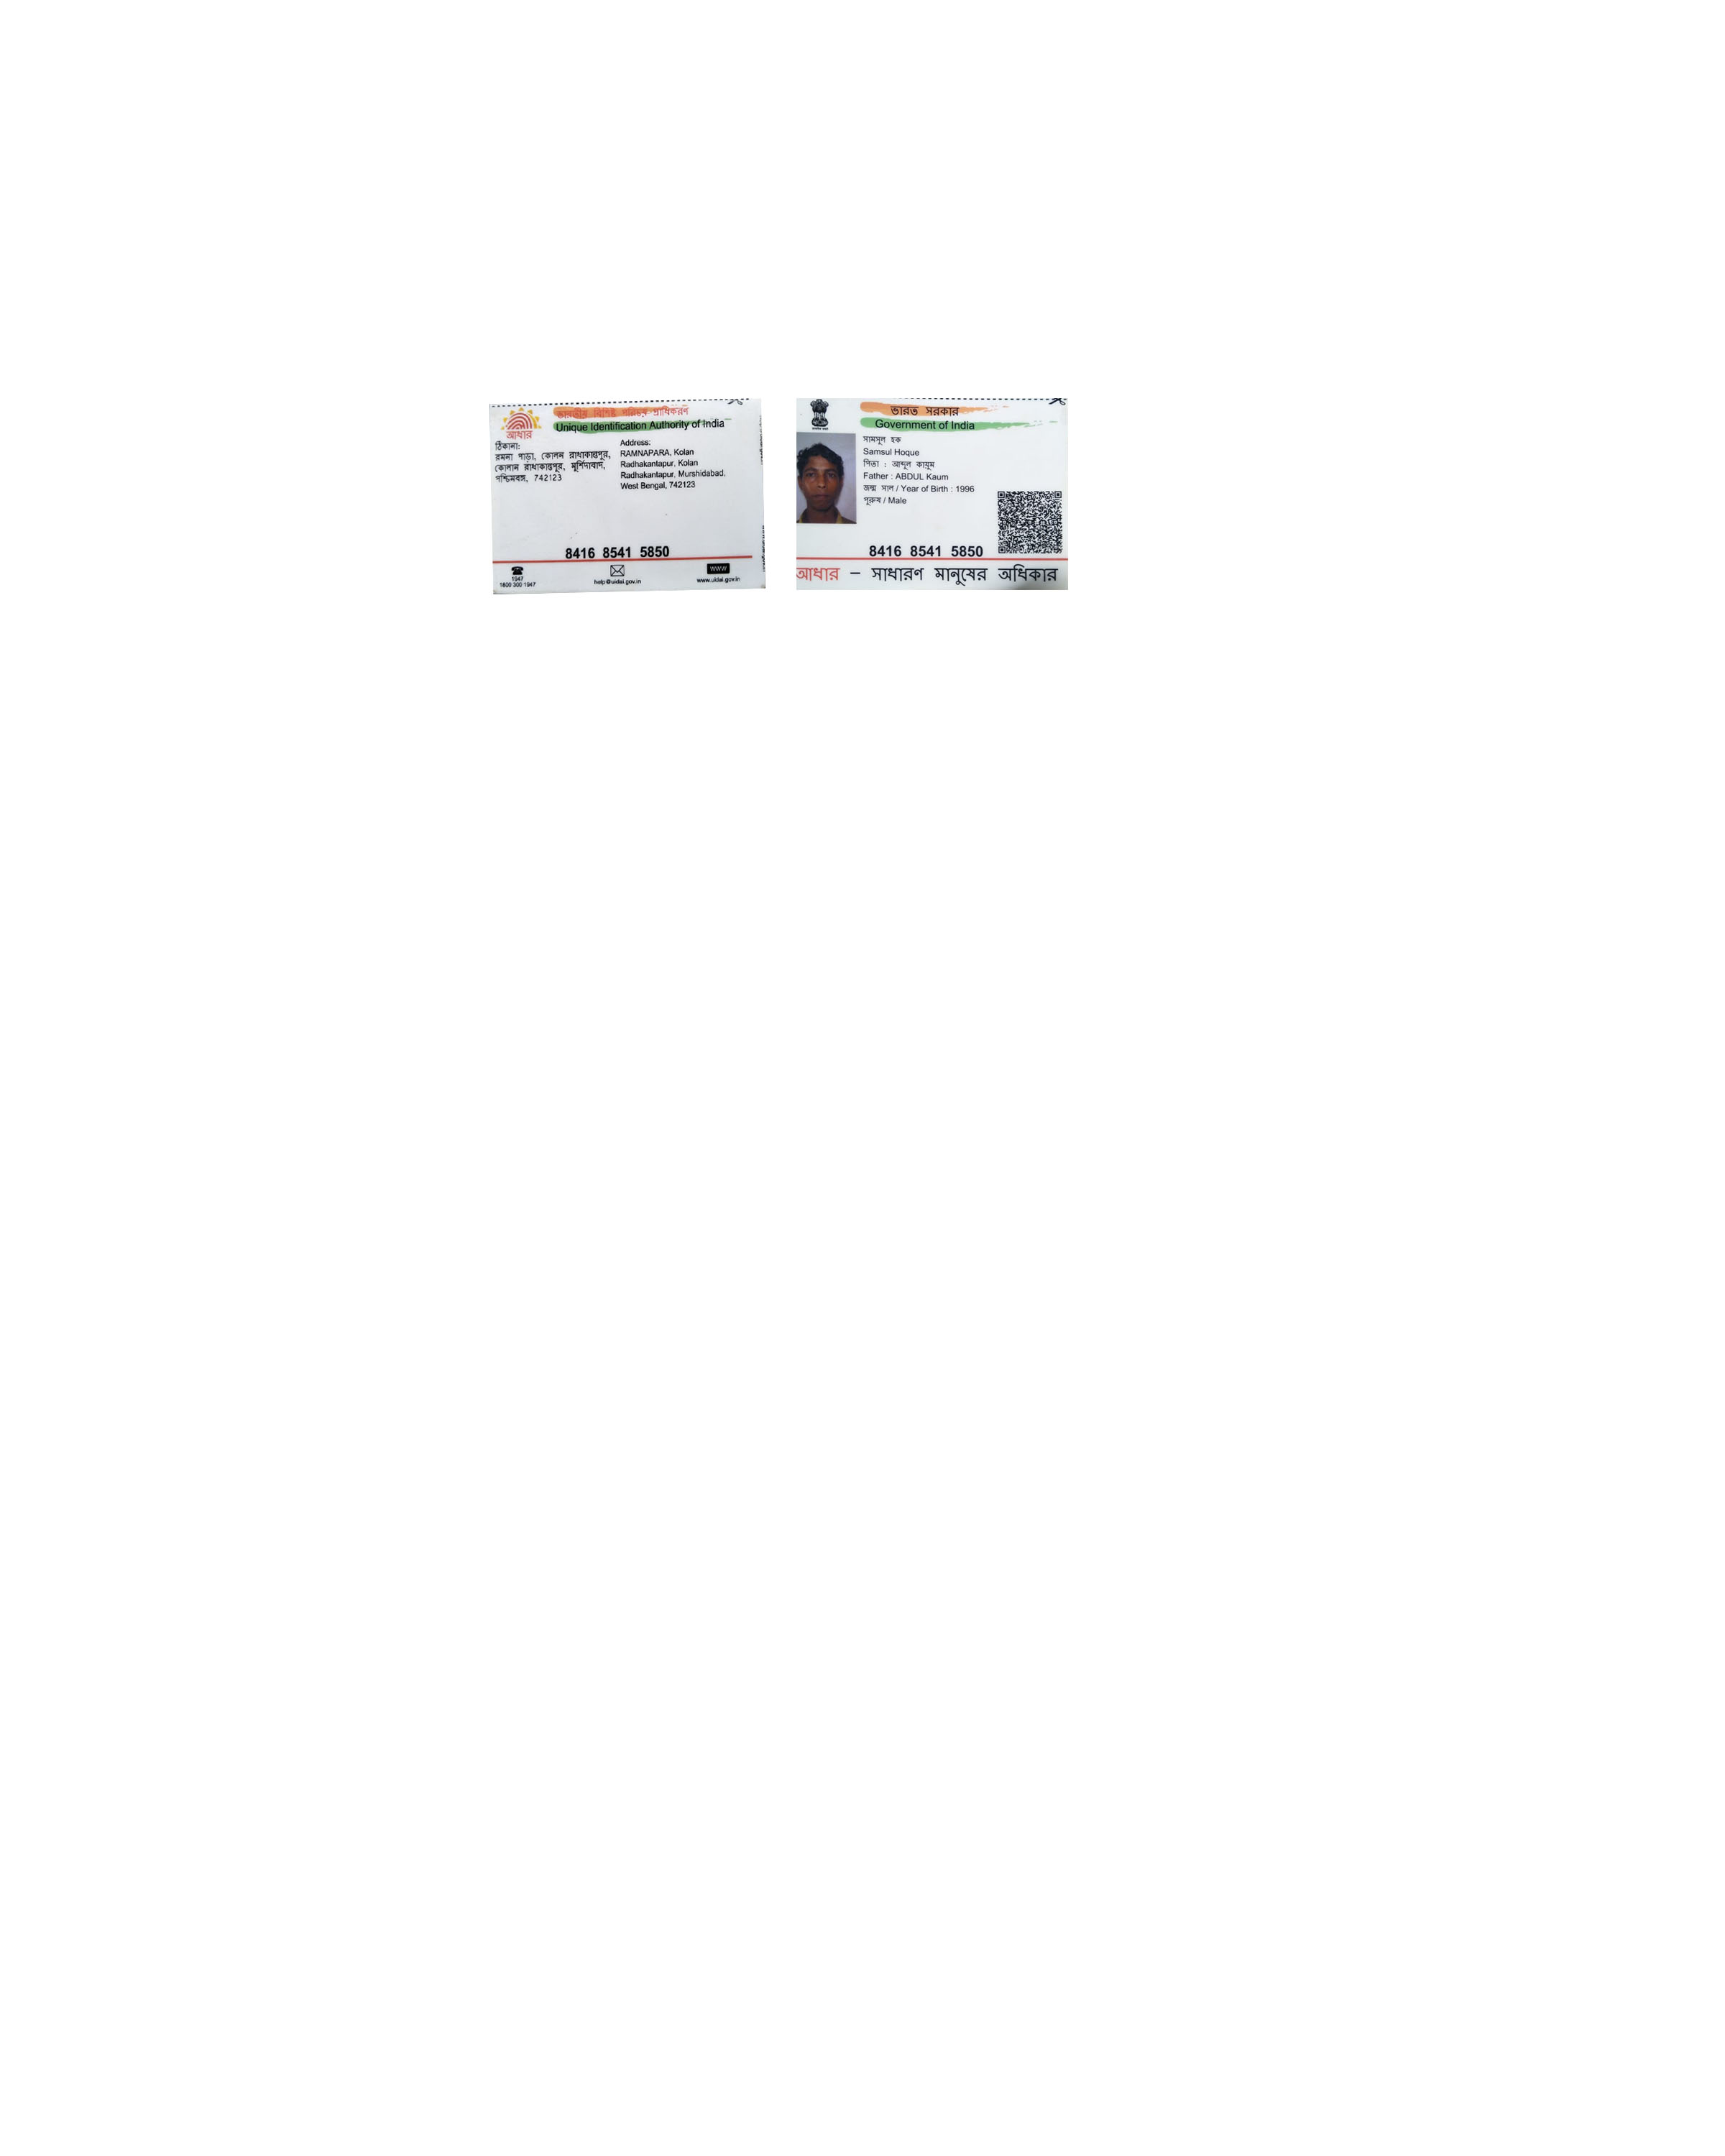 ভারতীয় বিশিষ্ট পরিচয় প্রাধিকরণ
Unique Identification Authority of India
আধার
ঠিকানা:
রমনা পাড়া, কোলন রাধাকান্তপুর,
কোলান রাধাকান্তপুর, মুর্শিদাবাদ,
পশ্চিমবঙ্গ, 742123
Address:
RAMNAPARA, Kolan
Radhakantapur, Kolan
Radhakantapur, Murshidabad,
West Bengal, 742123
8416 8541 5850
1947
1800 300 1947
help@uidai.gov.in
WWW
www.uidai.gov.in
ভারত সরকার
Government of India
সামসুল হক
Samsul Hoque
পিতা : আব্দুল কায়ুম
Father : ABDUL Kaum
জন্ম সাল / Year of Birth : 1996
পুরুষ / Male
8416 8541 5850
আধার – সাধারণ মানুষের অধিকার